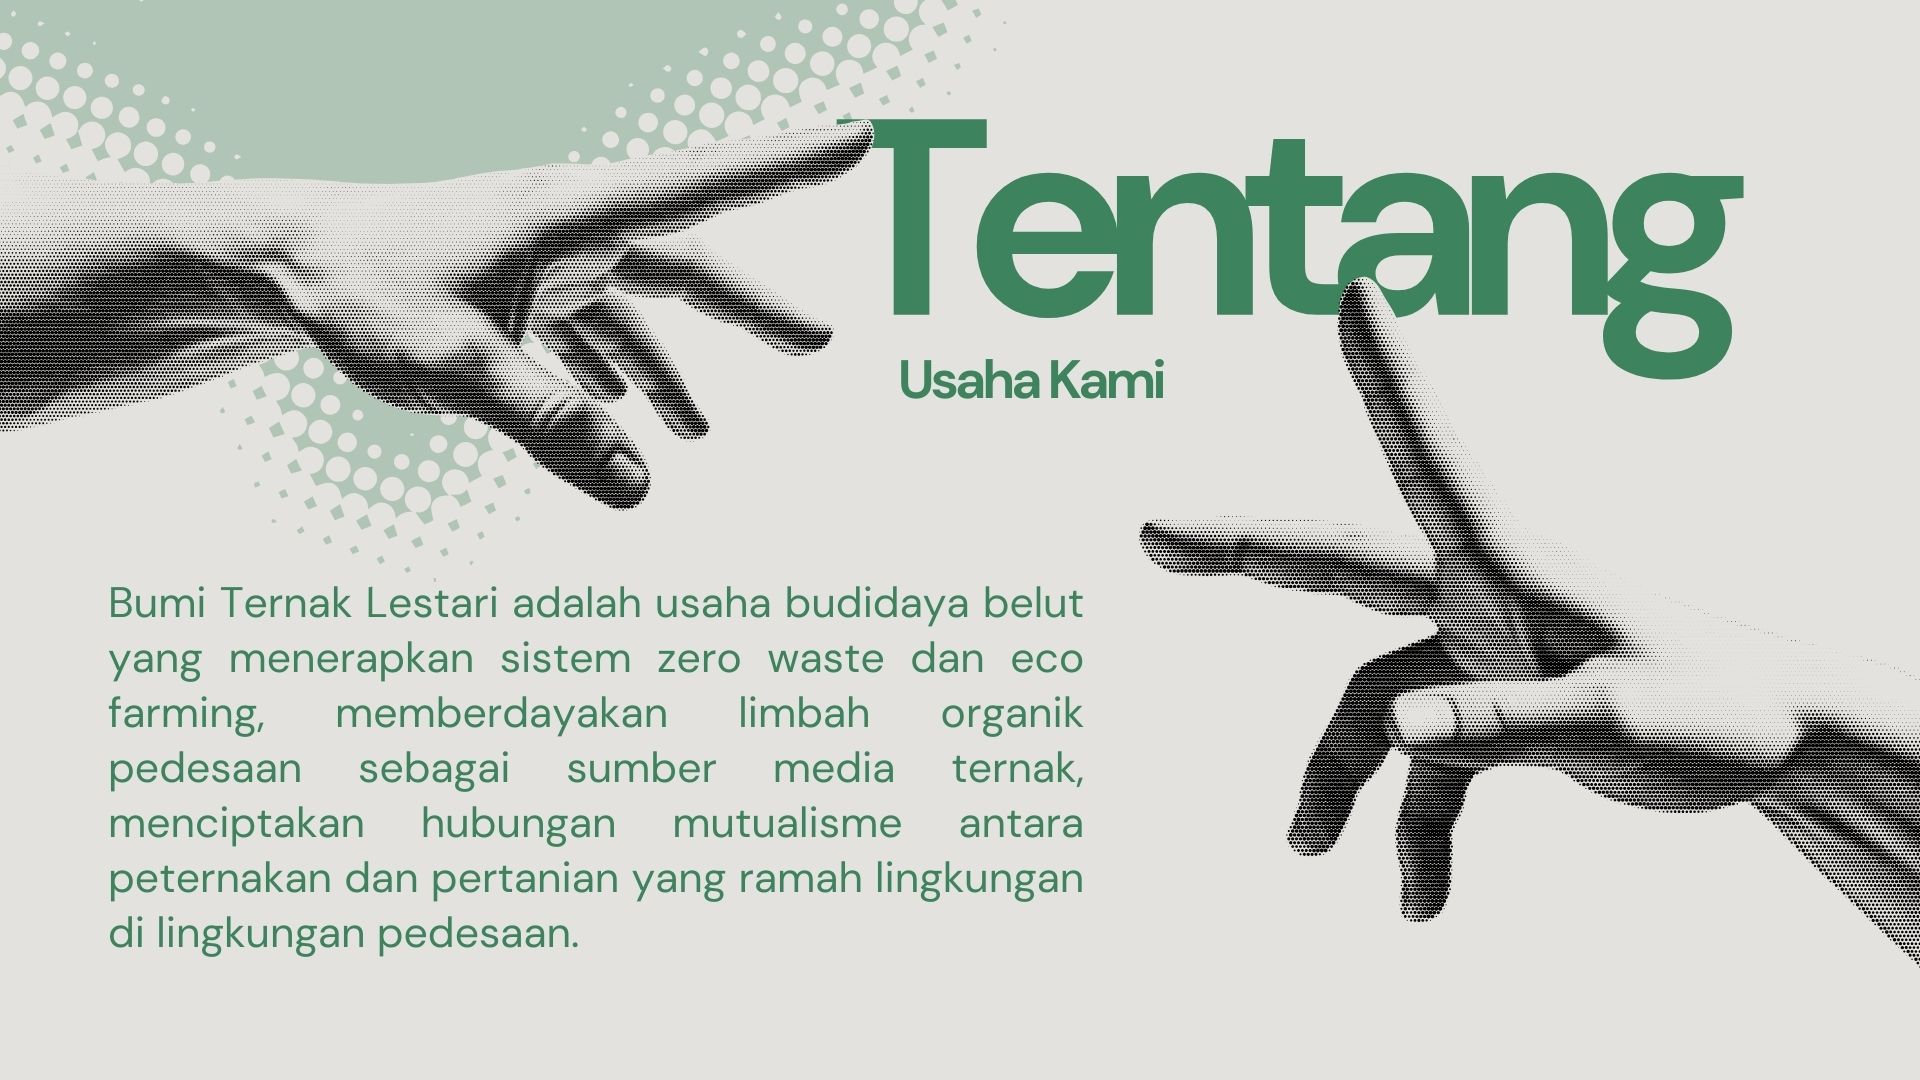 Tentang
Usaha Kami
Bumi Ternak Lestari adalah usaha budidaya belut
yang menerapkan sistem zero waste dan eco
farming, memberdayakan limbah organik
pedesaan sebagai sumber media ternak,
menciptakan hubungan mutualisme antara
peternakan dan pertanian yang ramah lingkungan
di lingkungan pedesaan.